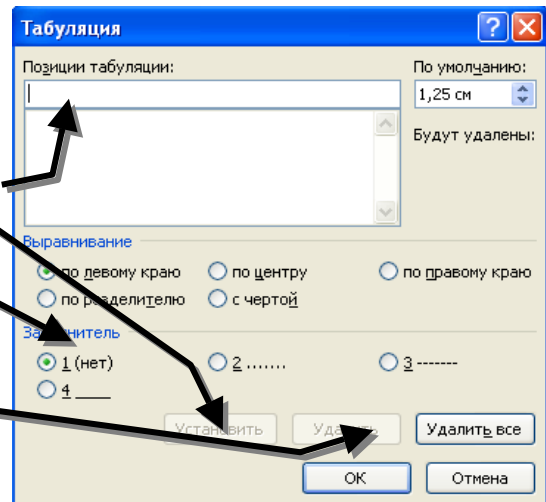 Табуляция
Позиции табуляции:
По умолчанию:
1,25 см
Будут удалены:
Выравнивание
по левому краю
по центру
по правому краю
по разделителю
с чертой
Заполнитель
1 (нет)
2 .......
3 -------
4 ____
Установить
Удалить
Удалить все
ОК
Отмена